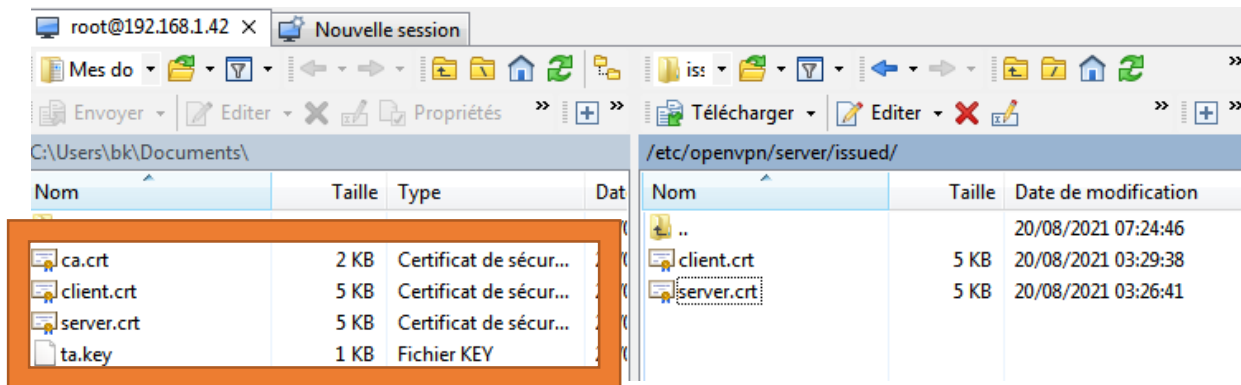 root@192.168.1.42 × Nouvelle session
Mes do
Envoyer Editer Propriétés »
»
C:\Users\bk\Documents\
Nom Taille Type Dat
ca.crt 2 KB Certificat de sécur...
client.crt 5 KB Certificat de sécur...
server.crt 5 KB Certificat de sécur...
ta.key 1 KB Fichier KEY
»
Télécharger Editer » »
/etc/openvpn/server/issued/
Nom Taille Date de modification
.. 20/08/2021 07:24:46
client.crt 5 KB 20/08/2021 03:29:38
server.crt 5 KB 20/08/2021 03:26:41